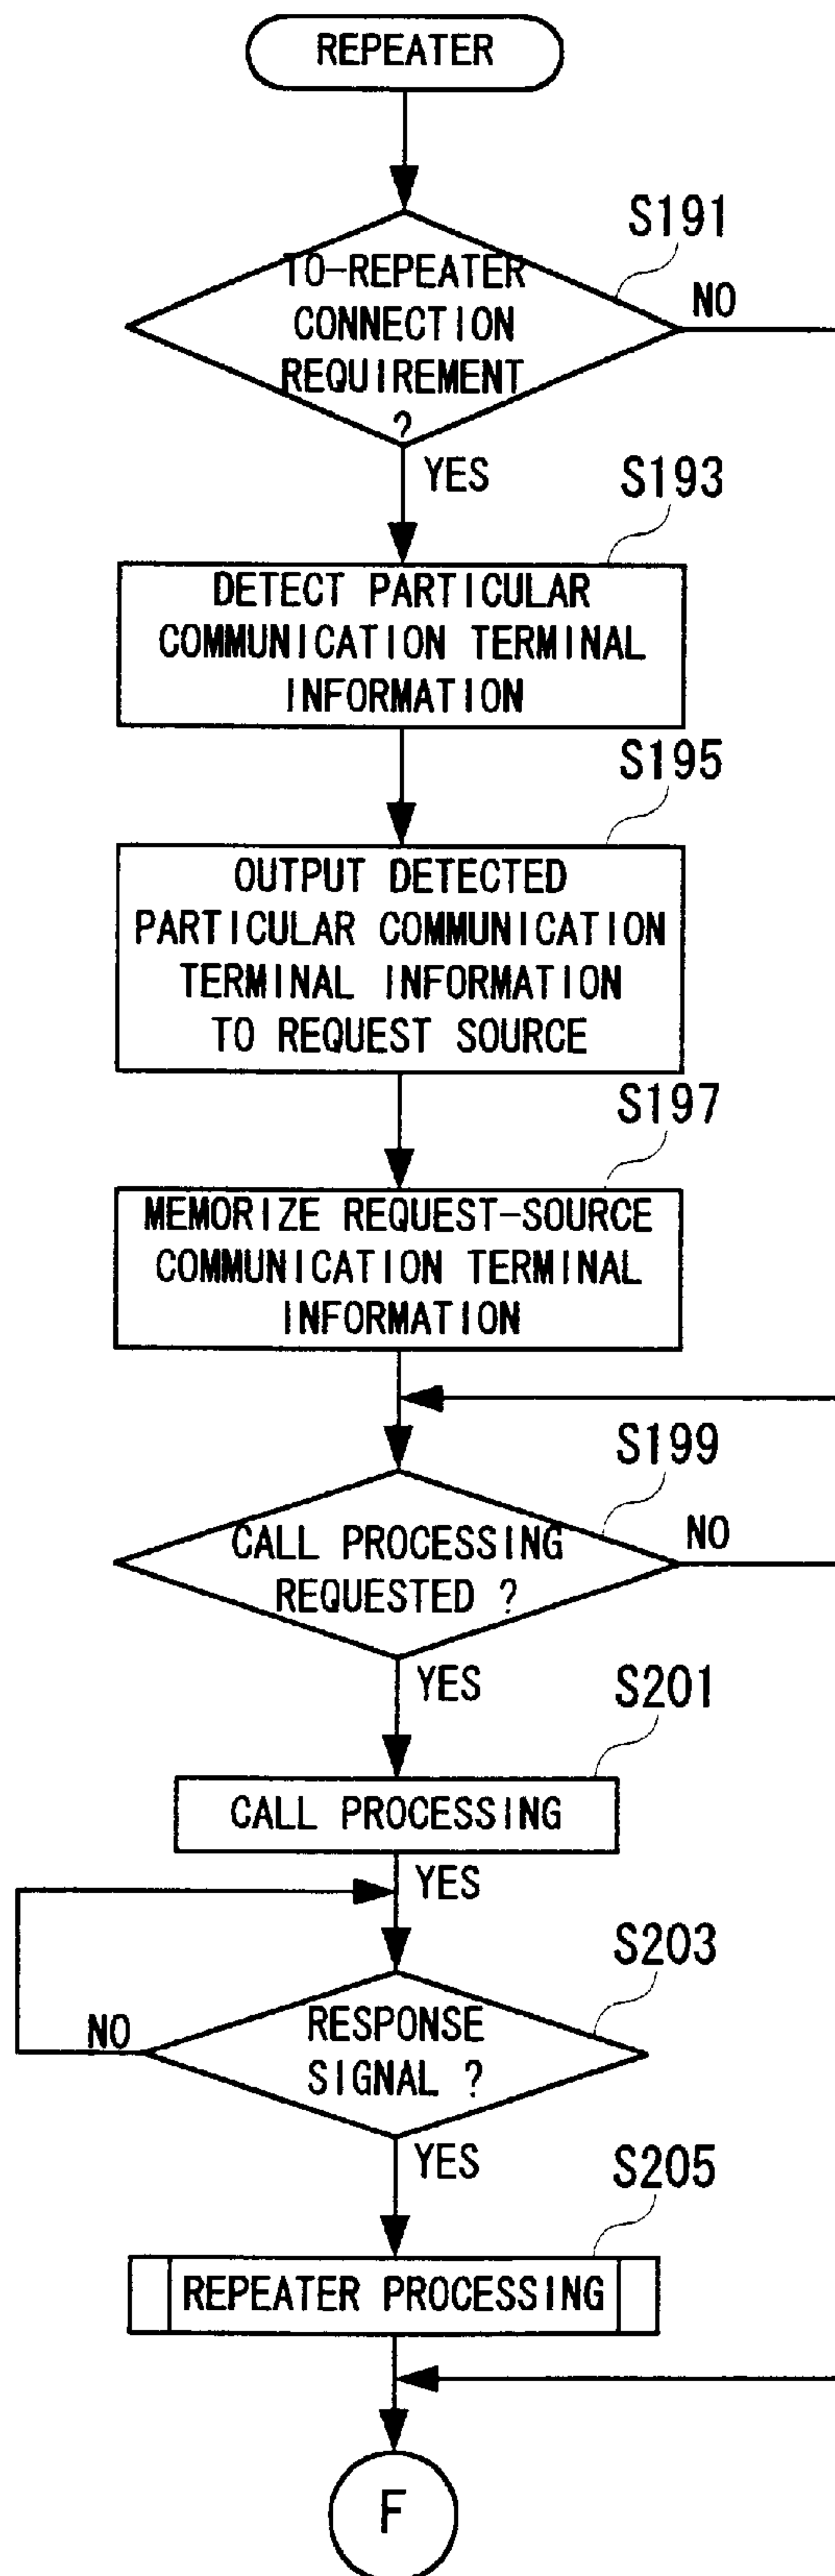 REPEATER
S191
TO-REPEATER
CONNECTION
REQUIREMENT
?
NO
YES
S193
DETECT PARTICULAR
COMMUNICATION TERMINAL
INFORMATION
S195
OUTPUT DETECTED
PARTICULAR COMMUNICATION
TERMINAL INFORMATION
TO REQUEST SOURCE
S197
MEMORIZE REQUEST-SOURCE
COMMUNICATION TERMINAL
INFORMATION
S199
CALL PROCESSING
REQUESTED ?
NO
YES
S201
CALL PROCESSING
YES
S203
RESPONSE
SIGNAL ?
NO
YES
S205
REPEATER PROCESSING
F